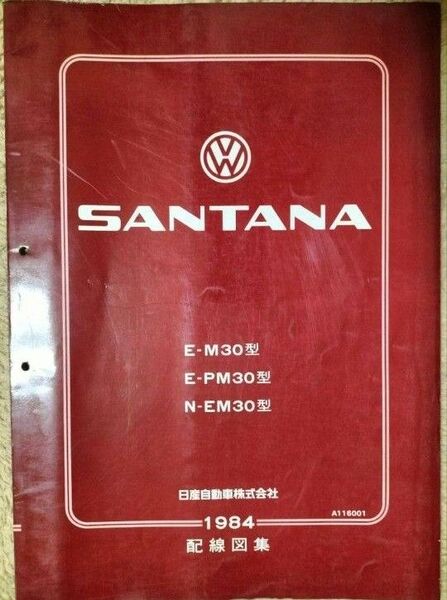 VW
SANTANA
E-M30型
E-PM30型
N-EM30型
日産自動車株式会社
A116001
1984
配線図集